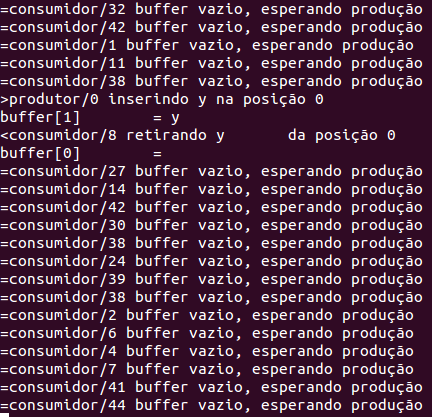 =consumidor/32 buffer vazio, esperando produção
=consumidor/42 buffer vazio, esperando produção
=consumidor/1 buffer vazio, esperando produção
=consumidor/11 buffer vazio, esperando produção
=consumidor/38 buffer vazio, esperando produção
>produtor/0 inserindo y na posição 0
buffer[1]        = y
<consumidor/8 retirando y       da posição 0
buffer[0]        =
=consumidor/27 buffer vazio, esperando produção
=consumidor/14 buffer vazio, esperando produção
=consumidor/42 buffer vazio, esperando produção
=consumidor/30 buffer vazio, esperando produção
=consumidor/38 buffer vazio, esperando produção
=consumidor/24 buffer vazio, esperando produção
=consumidor/39 buffer vazio, esperando produção
=consumidor/38 buffer vazio, esperando produção
=consumidor/2 buffer vazio, esperando produção
=consumidor/6 buffer vazio, esperando produção
=consumidor/4 buffer vazio, esperando produção
=consumidor/7 buffer vazio, esperando produção
=consumidor/41 buffer vazio, esperando produção
=consumidor/44 buffer vazio, esperando produção